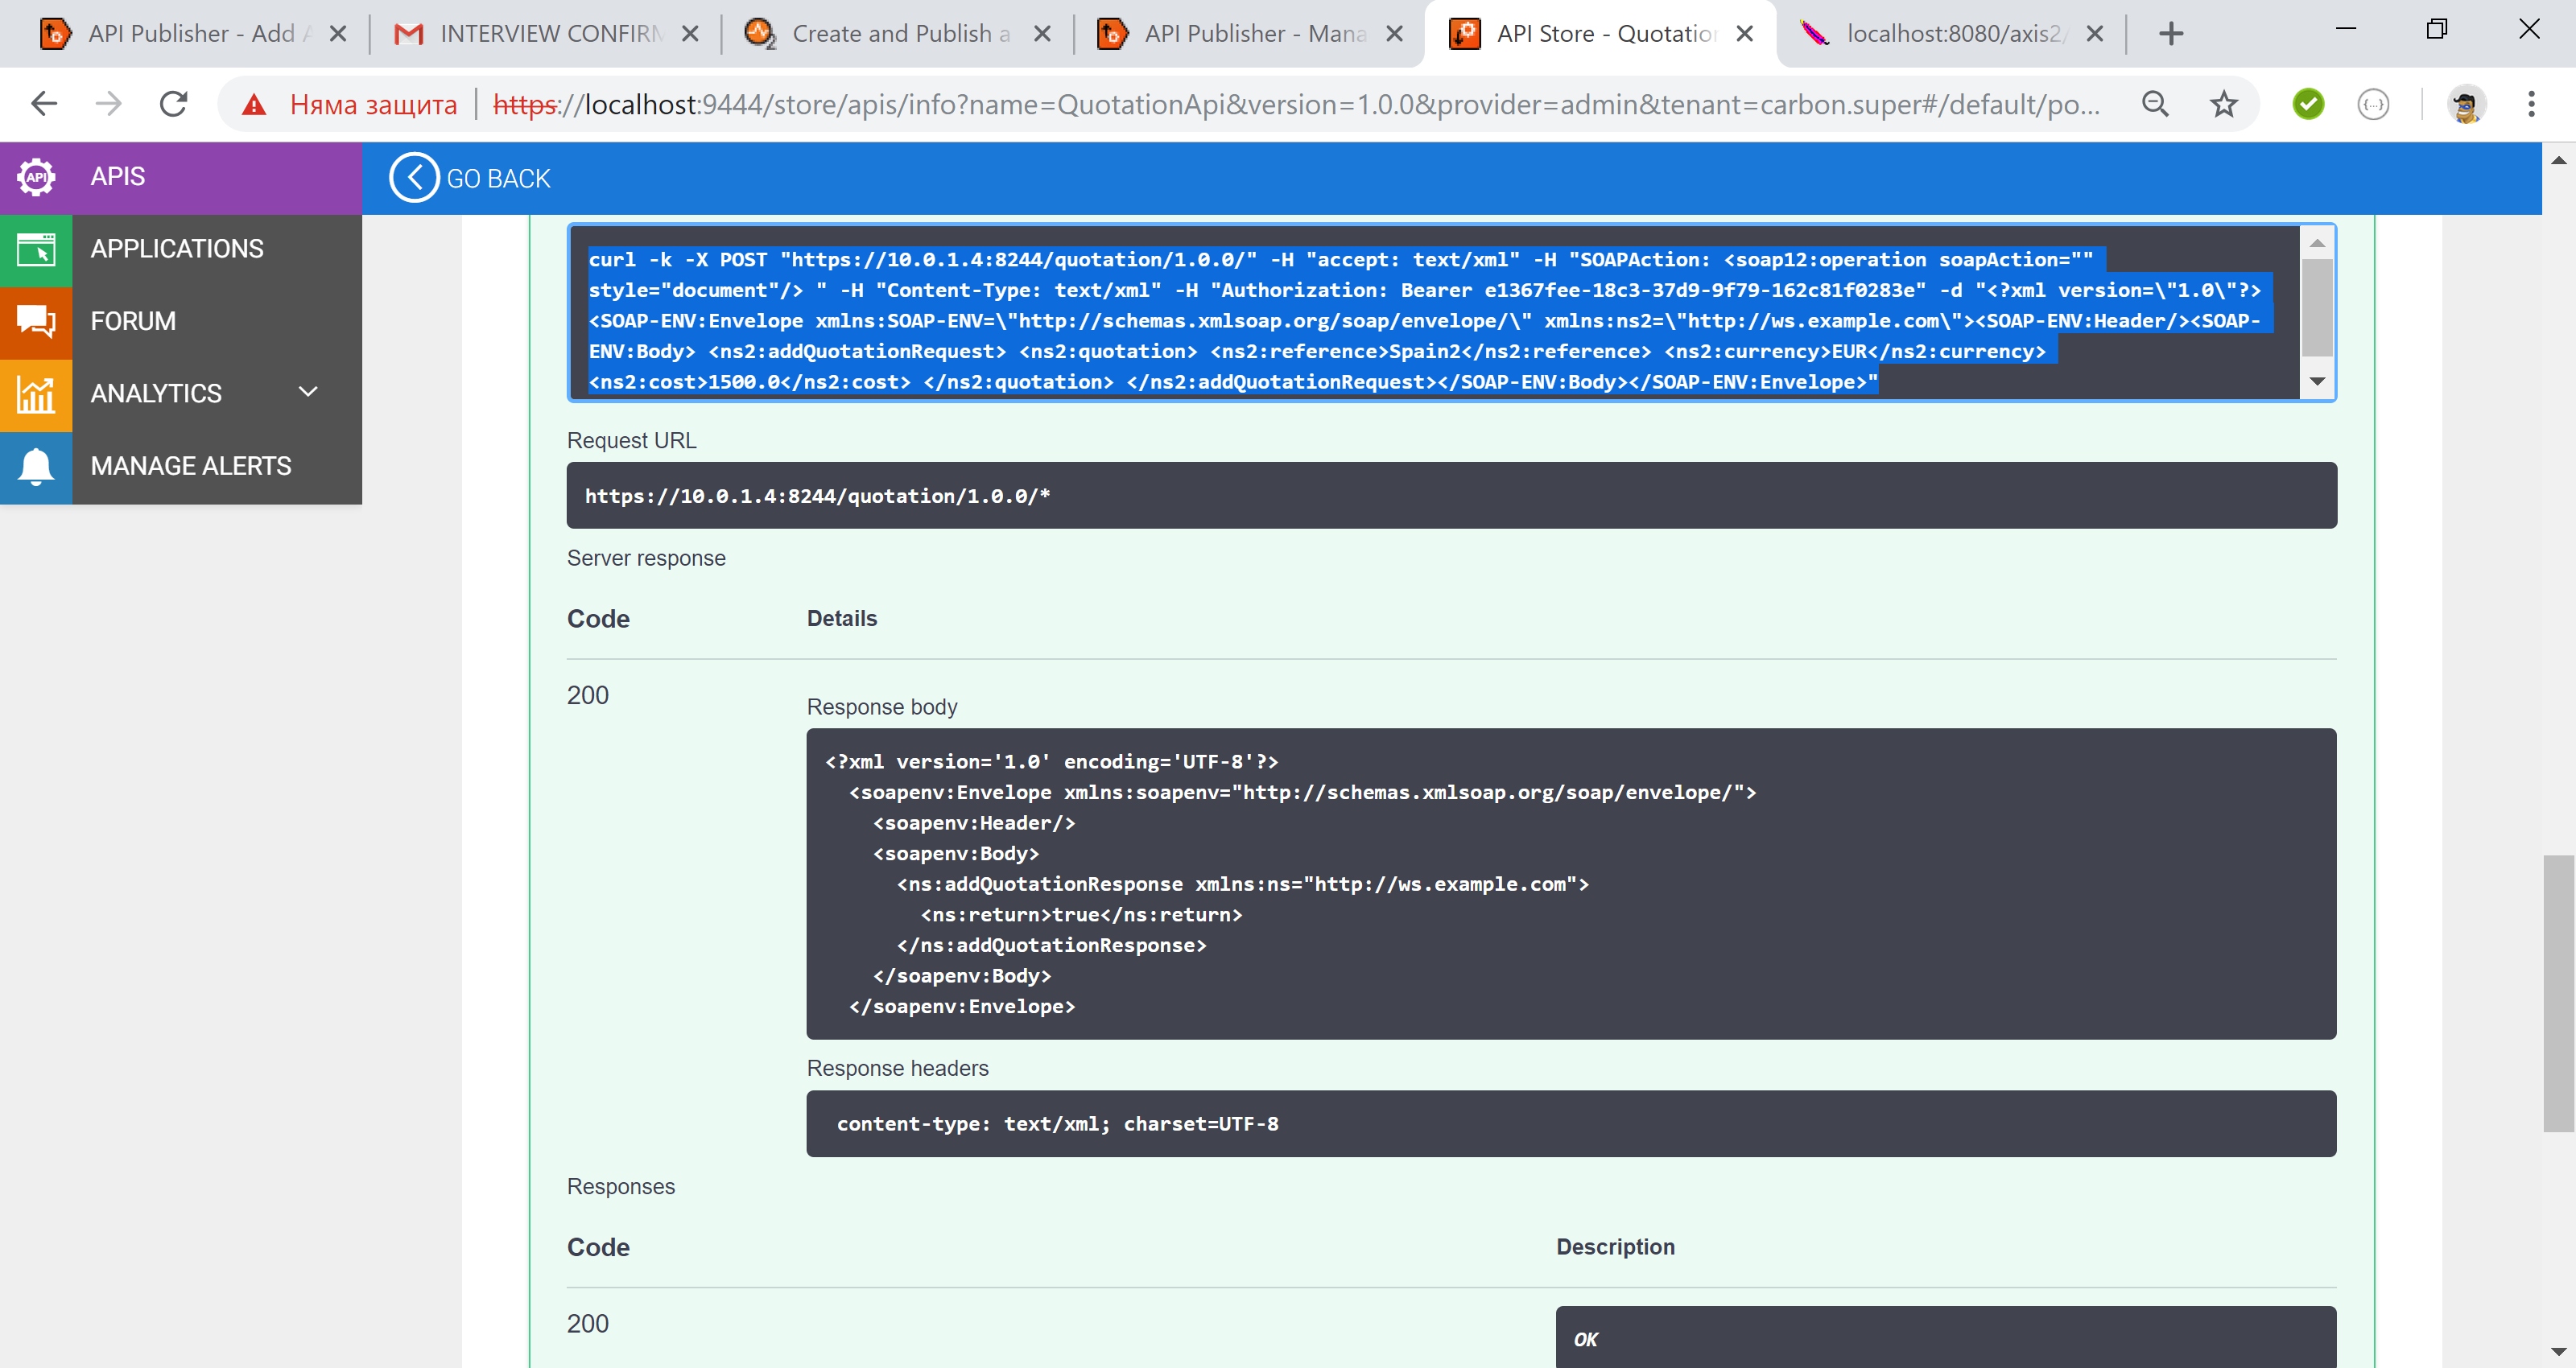 API Publisher - Add
INTERVIEW CONFIRM
Create and Publish a
API Publisher - Mana
API Store - Quotation
localhost:8080/axis2/
Няма защита
https://localhost:9444/store/apis/info?name=QuotationApi&version=1.0.0&provider=admin&tenant=carbon.super#/default/po...
API
APIS
GO BACK
APPLICATIONS
FORUM
ANALYTICS
MANAGE ALERTS
curl -k -X POST "https://10.0.1.4:8244/quotation/1.0.0/" -H "accept: text/xml" -H "SOAPAction: <soap12:operation soapAction=""
style="document"/> " -H "Content-Type: text/xml" -H "Authorization: Bearer e1367fee-18c3-37d9-9f79-162c81f0283e" -d "<?xml version=\"1.0\"?>
<SOAP-ENV:Envelope xmlns:SOAP-ENV=\"http://schemas.xmlsoap.org/soap/envelope/\" xmlns:ns2=\"http://ws.example.com\"><SOAP-ENV:Header/><SOAP-
ENV:Body> <ns2:addQuotationRequest> <ns2:quotation> <ns2:reference>Spain2</ns2:reference> <ns2:currency>EUR</ns2:currency>
<ns2:cost>1500.0</ns2:cost> </ns2:quotation> </ns2:addQuotationRequest></SOAP-ENV:Body></SOAP-ENV:Envelope>"
Request URL
https://10.0.1.4:8244/quotation/1.0.0/*
Server response
Code
Details
200
Response body
<?xml version='1.0' encoding='UTF-8'?>
<soapenv:Envelope xmlns:soapenv="http://schemas.xmlsoap.org/soap/envelope/">
<soapenv:Header/>
<soapenv:Body>
<ns:addQuotationResponse xmlns:ns="http://ws.example.com">
<ns:return>true</ns:return>
</ns:addQuotationResponse>
</soapenv:Body>
</soapenv:Envelope>
Response headers
content-type: text/xml; charset=UTF-8
Responses
Code
Description
200
OK